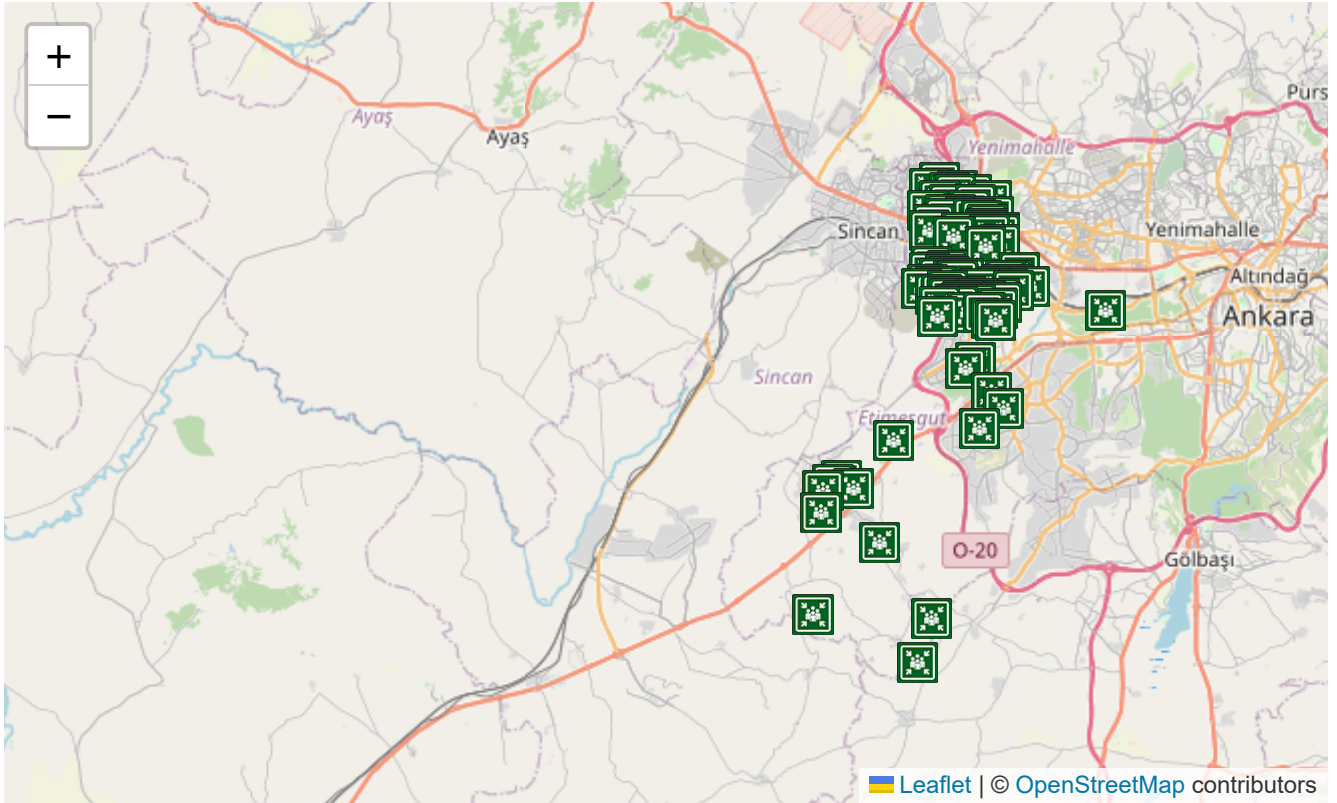 +
−
Purs
Ayaş
Ayaş
Yenimahalle
Sincan
Yenimahalle
Altındağ
Ankara
Sincan
Etimesgut
O-20
Gölbaşı
Leaflet | © OpenStreetMap contributors